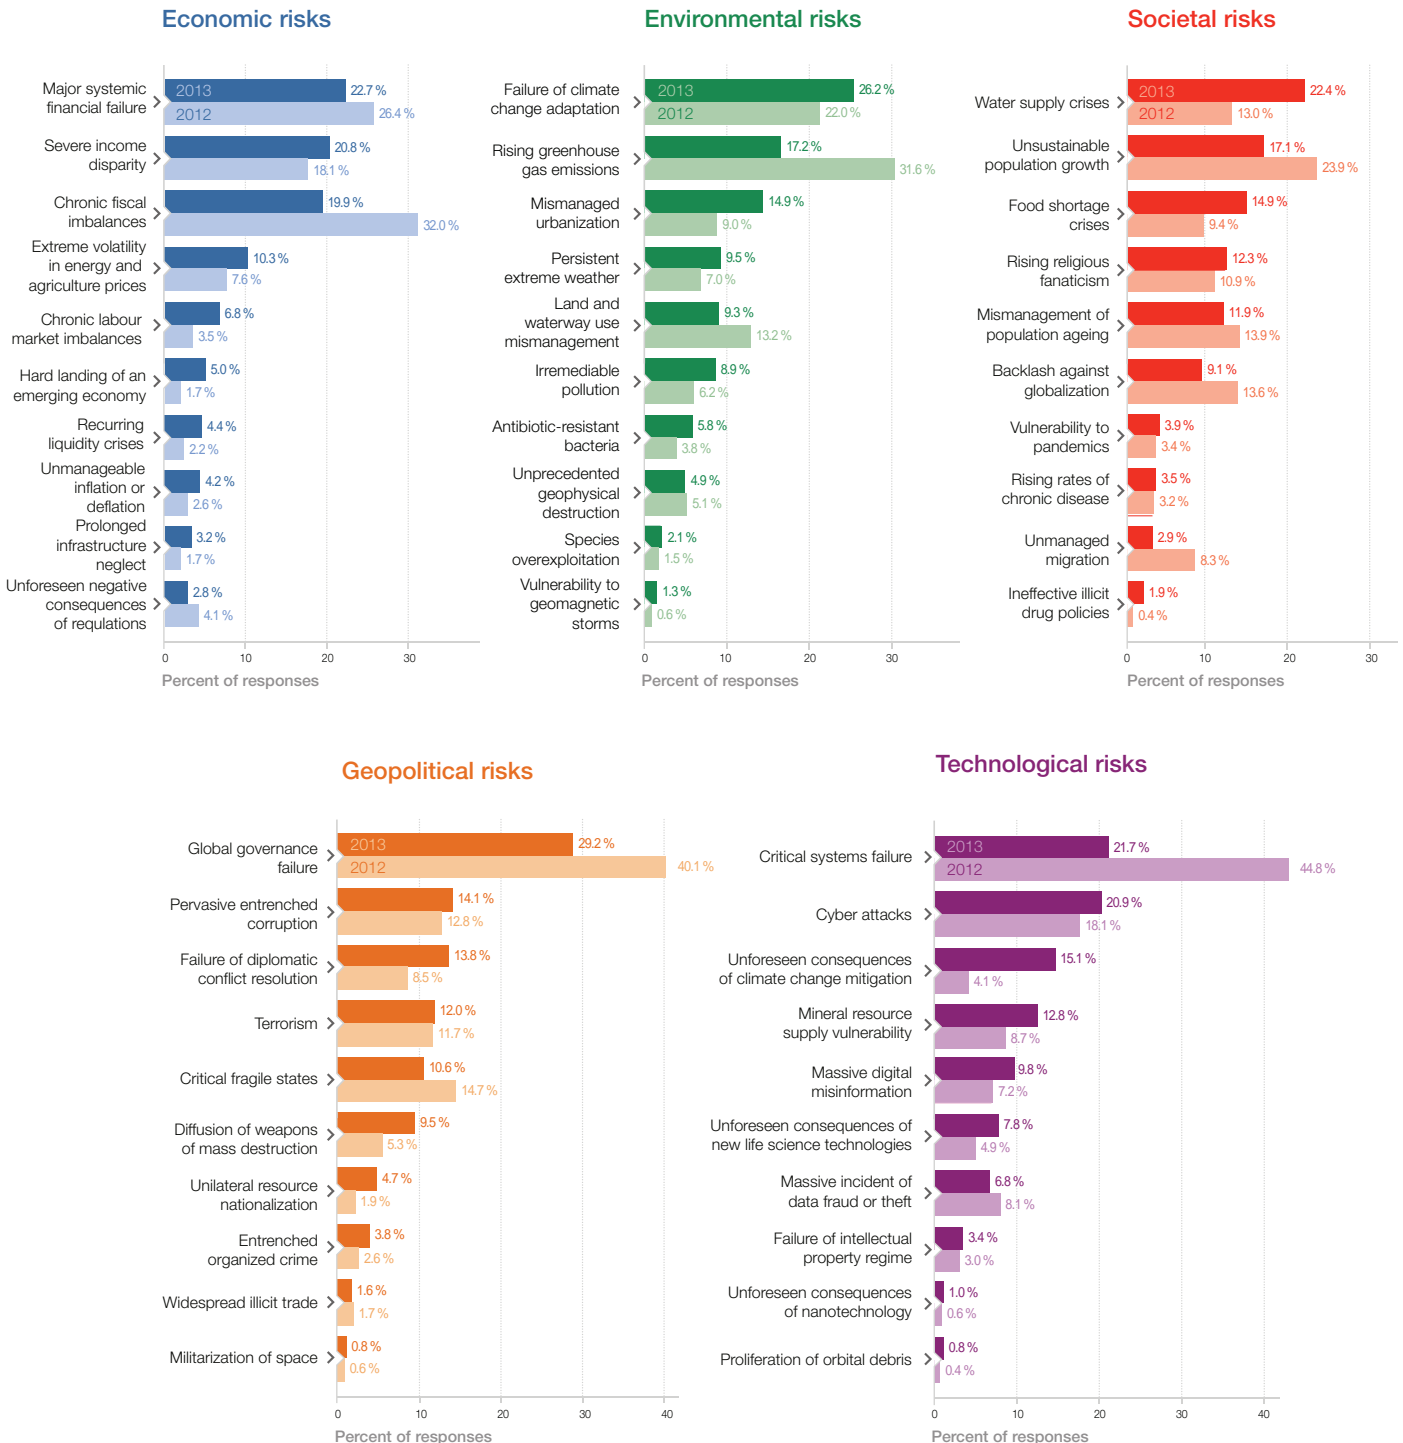 Economic risks
Major systemic
financial failure
2013
22.7 %
2012
26.4 %
Severe income
disparity
20.8 %
18.1 %
Chronic fiscal
imbalances
19.9 %
32.0 %
Extreme volatility
in energy and
agriculture prices
10.3 %
7.6 %
Chronic labour
market imbalances
6.8 %
3.5 %
Hard landing of an
emerging economy
5.0 %
1.7 %
Recurring
liquidity crises
4.4 %
2.2 %
Unmanageable
inflation or
deflation
4.2 %
2.6 %
Prolonged
infrastructure
neglect
3.2 %
1.7 %
Unforeseen negative
consequences
of requlations
2.8 %
4.1 %
0 10 20 30
Percent of responses
Environmental risks
Failure of climate
change adaptation
2013
26.2 %
2012
22.0 %
Rising greenhouse
gas emissions
17.2 %
31.6 %
Mismanaged
urbanization
14.9 %
9.0 %
Persistent
extreme weather
9.5 %
7.0 %
Land and
waterway use
mismanagement
9.3 %
13.2 %
Irremediable
pollution
8.9 %
6.2 %
Antibiotic-resistant
bacteria
5.8 %
3.8 %
Unprecedented
geophysical
destruction
4.9 %
5.1 %
Species
overexploitation
2.1 %
1.5 %
Vulnerability to
geomagnetic
storms
1.3 %
0.6 %
0 10 20 30
Percent of responses
Societal risks
Water supply crises
2013
22.4 %
2012
13.0 %
Unsustainable
population growth
17.1 %
23.9 %
Food shortage
crises
14.9 %
9.4 %
Rising religious
fanaticism
12.3 %
10.9 %
Mismanagement of
population ageing
11.9 %
13.9 %
Backlash against
globalization
9.1 %
13.6 %
Vulnerability to
pandemics
3.9 %
3.4 %
Rising rates of
chronic disease
3.5 %
3.2 %
Unmanaged
migration
2.9 %
8.3 %
Ineffective illicit
drug policies
1.9 %
0.4 %
0 10 20 30
Percent of responses
Geopolitical risks
Global governance
failure
2013
29.2 %
2012
40.1 %
Pervasive entrenched
corruption
14.1 %
12.8 %
Failure of diplomatic
conflict resolution
13.8 %
8.5 %
Terrorism
12.0 %
11.7 %
Critical fragile states
10.6 %
14.7 %
Diffusion of weapons
of mass destruction
9.5 %
5.3 %
Unilateral resource
nationalization
4.7 %
1.9 %
Entrenched
organized crime
3.8 %
2.6 %
Widespread illicit trade
1.6 %
1.7 %
Militarization of space
0.8 %
0.6 %
0 10 20 30 40
Percent of responses
Technological risks
Critical systems failure
2013
21.7 %
2012
44.8 %
Cyber attacks
20.9 %
18.1 %
Unforeseen consequences
of climate change mitigation
15.1 %
4.1 %
Mineral resource
supply vulnerability
12.8 %
8.7 %
Massive digital
misinformation
9.8 %
7.2 %
Unforeseen consequences of
new life science technologies
7.8 %
4.9 %
Massive incident of
data fraud or theft
6.8 %
8.1 %
Failure of intellectual
property regime
3.4 %
3.0 %
Unforeseen consequences
of nanotechnology
1.0 %
0.6 %
Proliferation of orbital debris
0.8 %
0.4 %
0 10 20 30 40
Percent of responses